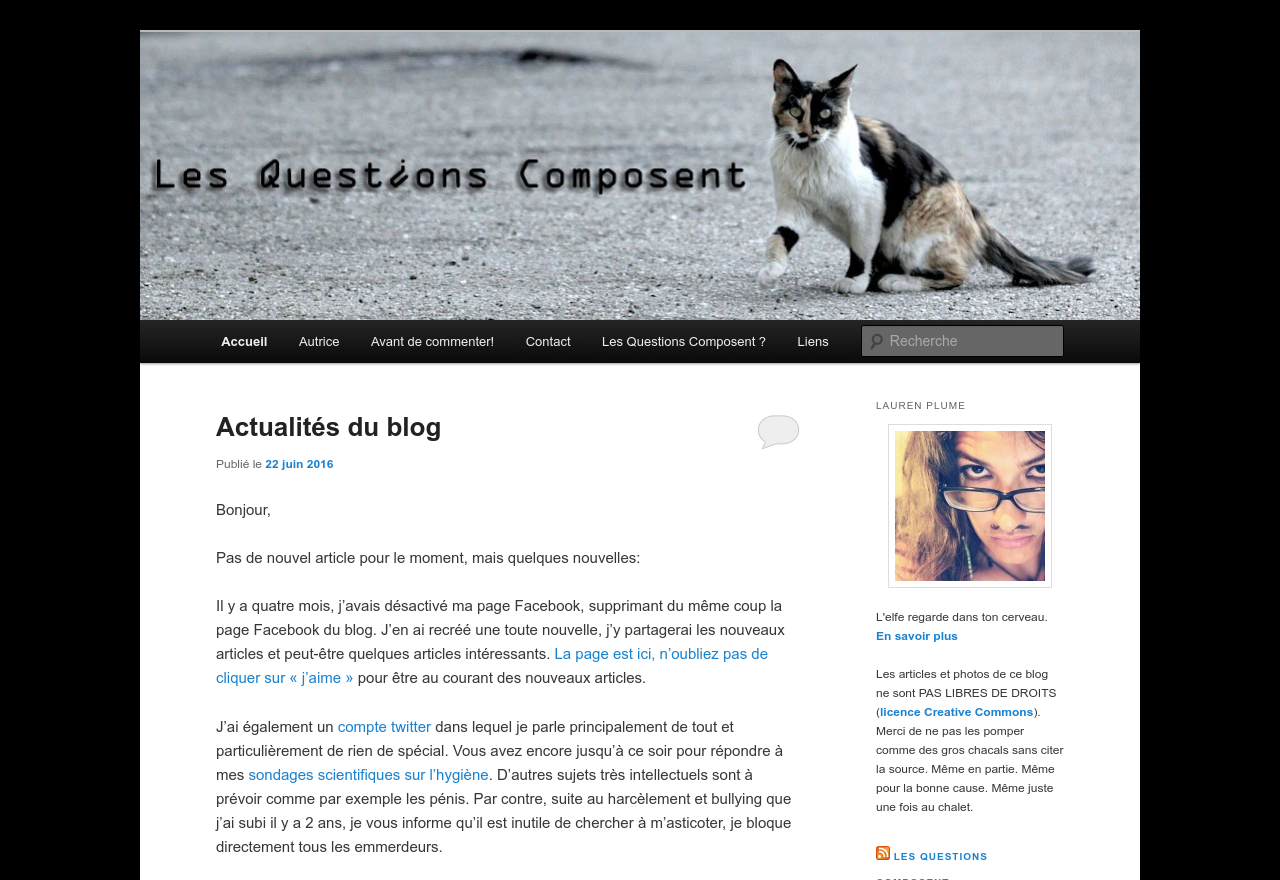 Les Questions Composent
Accueil Autrice Avant de commenter! Contact Les Questions Composent ? Liens Recherche
Actualités du blog
Publié le 22 juin 2016
Bonjour,
Pas de nouvel article pour le moment, mais quelques nouvelles:
Il y a quatre mois, j’avais désactivé ma page Facebook, supprimant du même coup la
page Facebook du blog. J’en ai recréé une toute nouvelle, j’y partagerai les nouveaux
articles et peut-être quelques articles intéressants. La page est ici, n’oubliez pas de
cliquer sur « j’aime » pour être au courant des nouveaux articles.
J’ai également un compte twitter dans lequel je parle principalement de tout et
particulièrement de rien de spécial. Vous avez encore jusqu’à ce soir pour répondre à
mes sondages scientifiques sur l’hygiène. D’autres sujets très intellectuels sont à
prévoir comme par exemple les pénis. Par contre, suite au harcèlement et bullying que
j’ai subi il y a 2 ans, je vous informe qu’il est inutile de chercher à m’asticoter, je bloque
directement tous les emmerdeurs.
LAUREN PLUME
L'elfe regarde dans ton cerveau.
En savoir plus
Les articles et photos de ce blog
ne sont PAS LIBRES DE DROITS
(licence Creative Commons).
Merci de ne pas les pomper
comme des gros chacals sans citer
la source. Même en partie. Même
pour la bonne cause. Même juste
une fois au chalet.
LES QUESTIONS
COMPOSENT